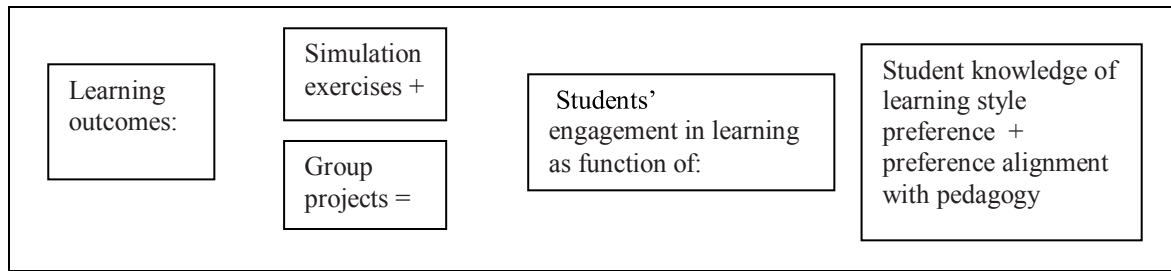 Learning
outcomes:
Simulation
exercises +
Group
projects =
Students’
engagement in learning
as function of:
Student knowledge of
learning style
preference +
preference alignment
with pedagogy